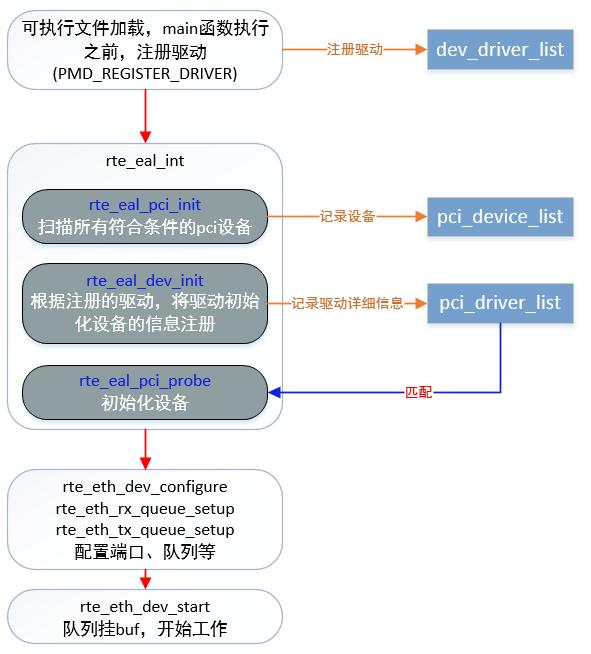 可执行文件加载，main函数执行
之前，注册驱动
(PMD_REGISTER_DRIVER)
注册驱动
dev_driver_list
rte_eal_int
rte_eal_pci_init
扫描所有符合条件的pci设备
记录设备
pci_device_list
rte_eal_dev_init
根据注册的驱动，将驱动初始
化设备的信息注册
记录驱动详细信息
pci_driver_list
rte_eal_pci_probe
初始化设备
匹配
rte_eth_dev_configure
rte_eth_rx_queue_setup
rte_eth_tx_queue_setup
配置端口、队列等
rte_eth_dev_start
队列挂buf，开始工作